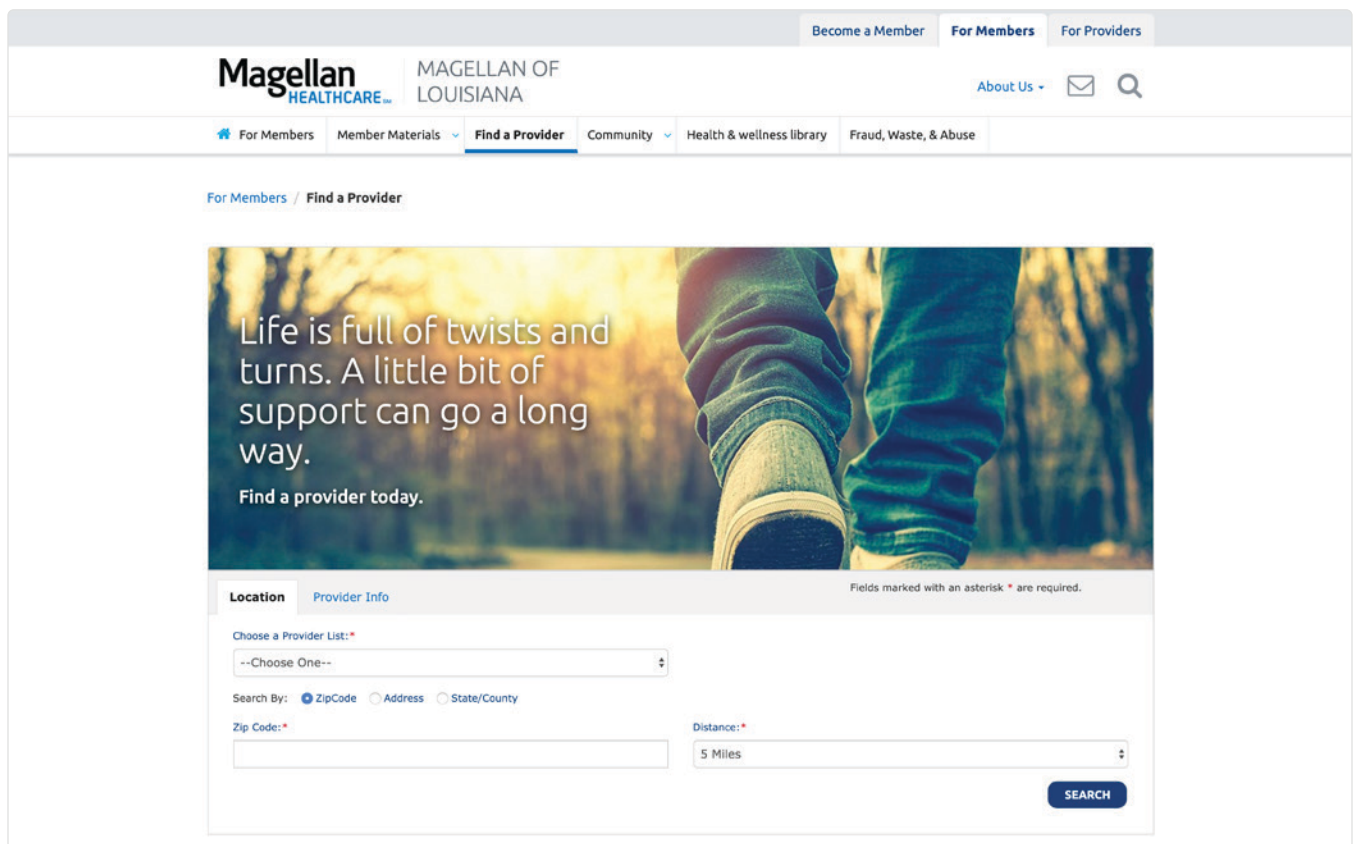 Become a Member For Members For Providers
Magellan
HEALTHCARE SM
MAGELLAN OF
LOUISIANA
About Us
For Members Member Materials Find a Provider Community Health & wellness library Fraud, Waste, & Abuse
For Members / Find a Provider
Life is full of twists and
turns. A little bit of
support can go a long
way.
Find a provider today.
Location Provider Info Fields marked with an asterisk * are required.
Choose a Provider List:*
--Choose One--
Search By: ZipCode Address State/County
Zip Code:* Distance:*
5 Miles
SEARCH